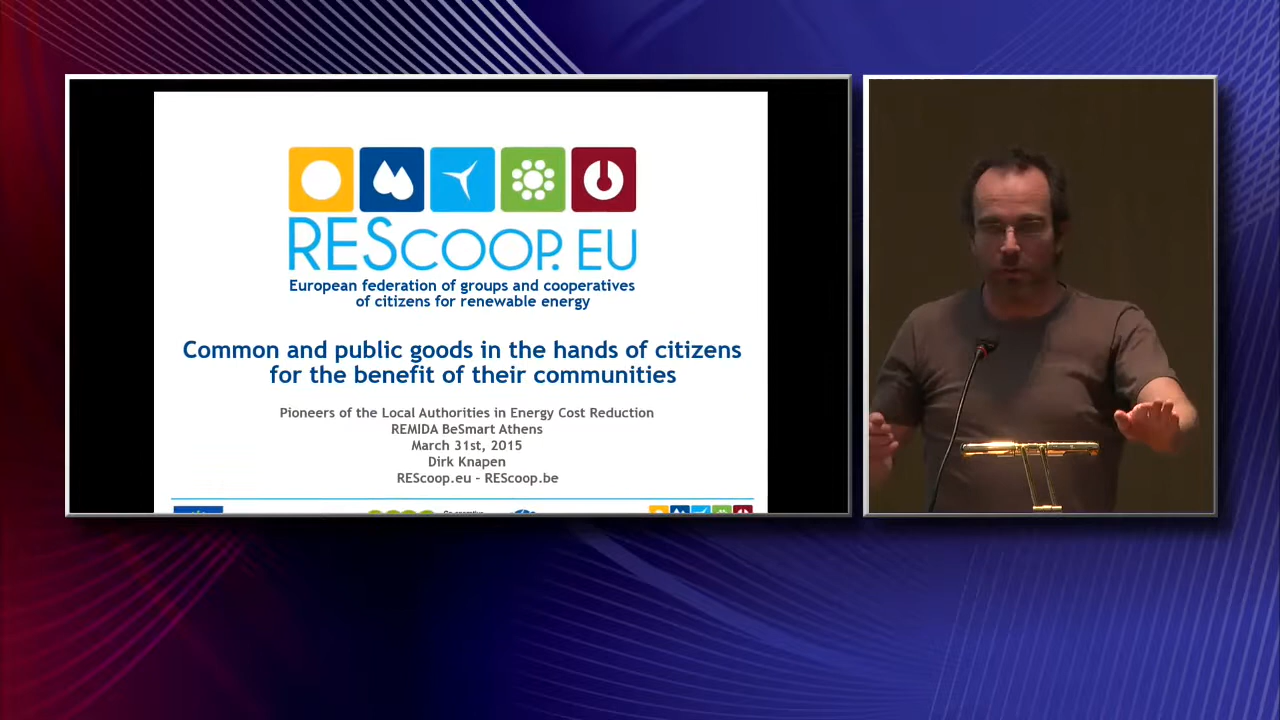 REScoop. EU
European federation of groups and cooperatives
of citizens for renewable energy
Common and public goods in the hands of citizens
for the benefit of their communities
Pioneers of the Local Authorities in Energy Cost Reduction
REMIDA BeSmart Athens
March 31st, 2015
Dirk Knapen
REScoop.eu - REScoop.be